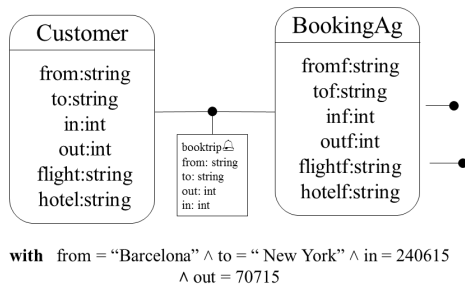 Customer
from:string
to:string
in:int
out:int
flight:string
hotel:string
booktrip
from: string
to: string
out: int
in: int
BookingAg
fromf:string
tof:string
inf:int
outf:int
flightf:string
hotelf:string
with from = “Barcelona” ^ to = “ New York” ^ in = 240615
^ out = 70715